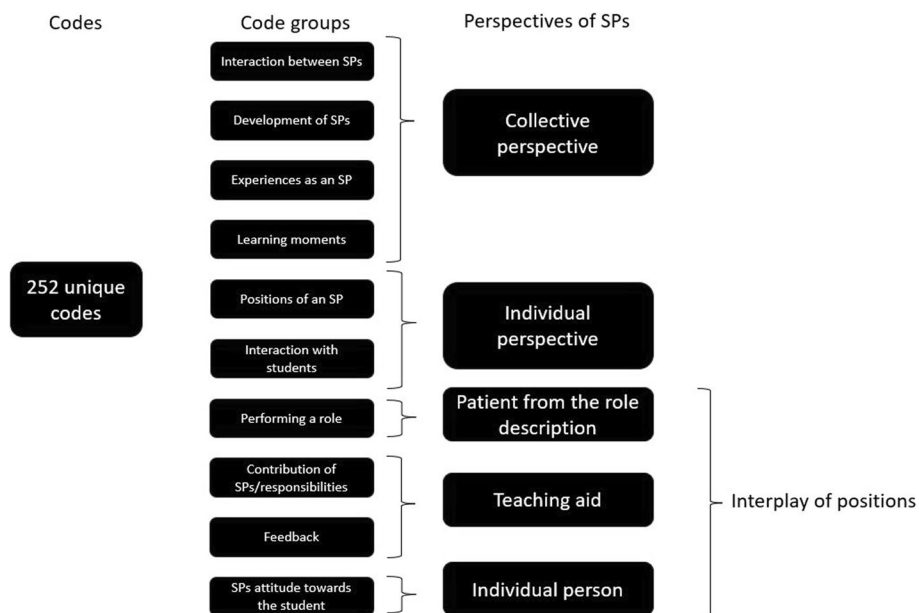 Codes
Code groups
Perspectives of SPs
Interaction between SPs
Development of SPs
Experiences as an SP
Learning moments
Collective
perspective
252 unique
codes
Positions of an SP
Interaction with
students
Individual
perspective
Performing a role
Patient from the role
description
Contribution of
SPs/responsibilities
Feedback
Teaching aid
SPs attitude towards
the student
Individual person
Interplay of positions